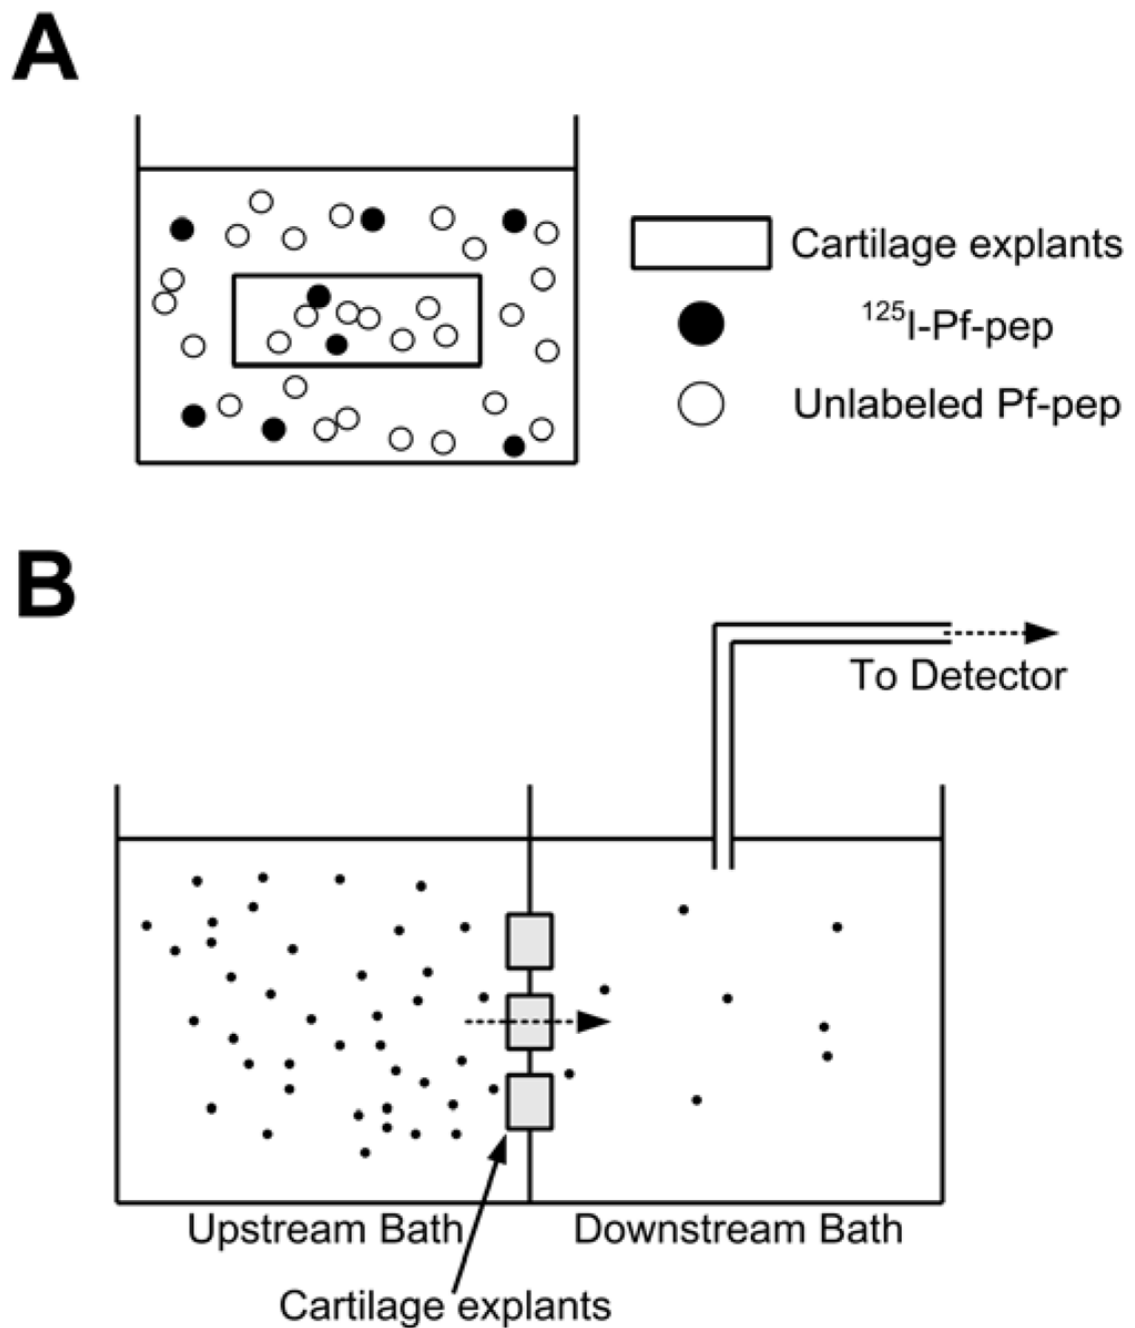 A
Cartilage explants
¹²⁵I-Pf-pep
Unlabeled Pf-pep
B
To Detector
Upstream Bath
Downstream Bath
Cartilage explants